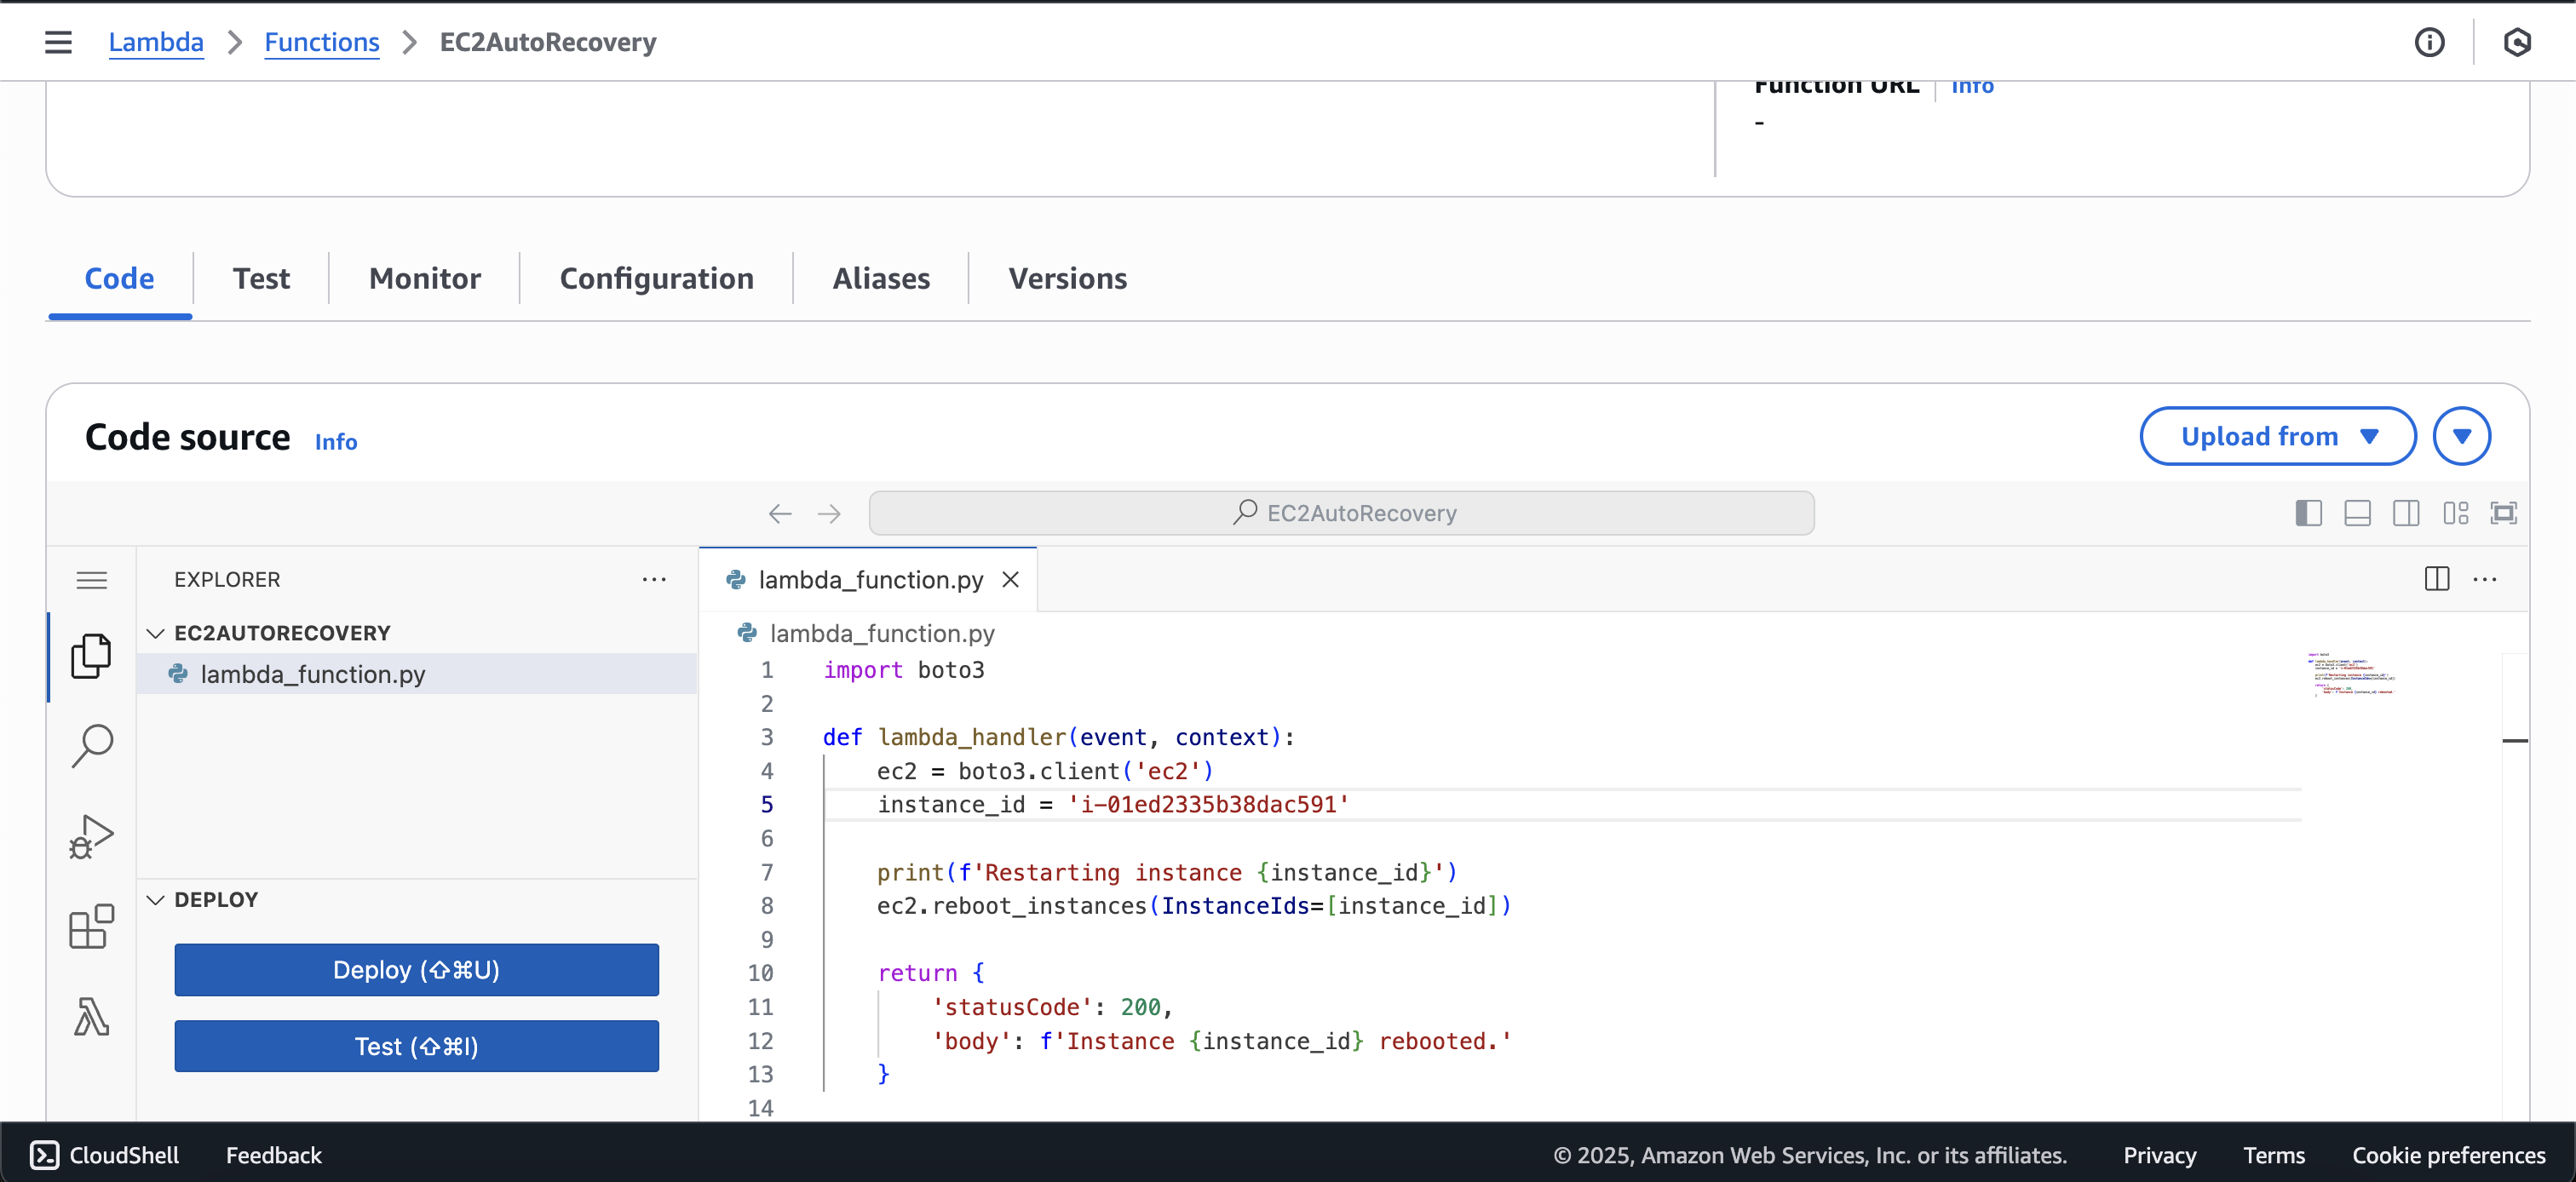 Lambda > Functions > EC2AutoRecovery
Function URL | Info
-
Code | Test | Monitor | Configuration | Aliases | Versions
Code source Info
Upload from
EC2AutoRecovery
EXPLORER
lambda_function.py
EC2AUTORECOVERY
lambda_function.py
lambda_function.py
1 import boto3
2
3 def lambda_handler(event, context):
4     ec2 = boto3.client('ec2')
5     instance_id = 'i-01ed2335b38dac591'
6
7     print(f'Restarting instance {instance_id}')
8     ec2.reboot_instances(InstanceIds=[instance_id])
9
10     return {
11         'statusCode': 200,
12         'body': f'Instance {instance_id} rebooted.'
13     }
14
DEPLOY
Deploy (⇧⌘U)
Test (⇧⌘I)
CloudShell Feedback
© 2025, Amazon Web Services, Inc. or its affiliates. Privacy Terms Cookie preferences